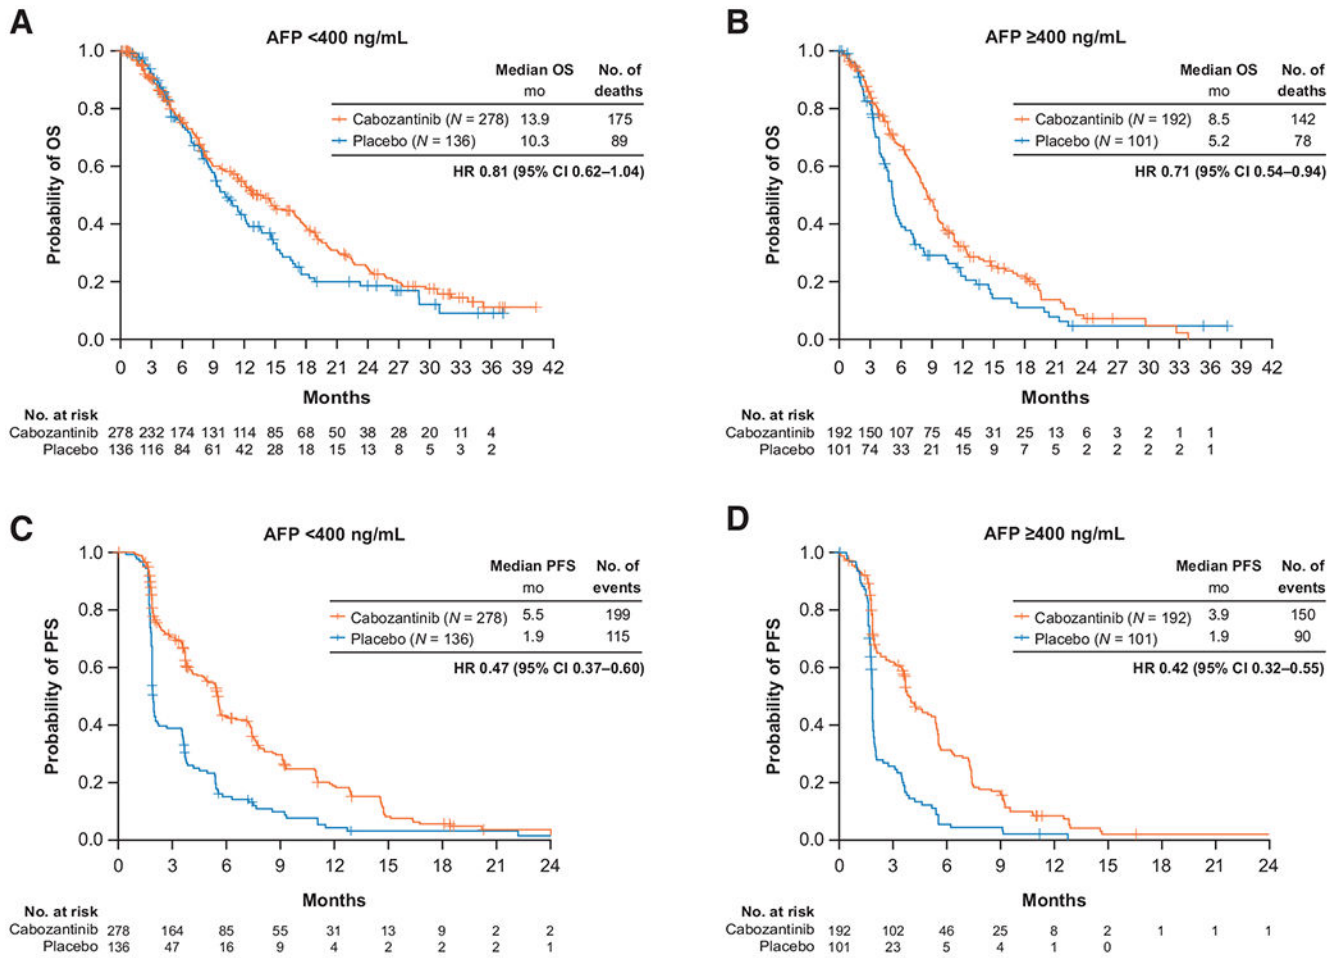 A
AFP <400 ng/mL
Median OS No. of
mo deaths
Cabozantinib (N = 278) 13.9 175
Placebo (N = 136) 10.3 89
HR 0.81 (95% CI 0.62–1.04)
Probability of OS
1.0
0.8
0.6
0.4
0.2
0.0
0 3 6 9 12 15 18 21 24 27 30 33 36 39 42
Months
No. at risk
Cabozantinib 278 232 174 131 114 85 68 50 38 28 20 11 4
Placebo 136 116 84 61 42 28 18 15 13 8 5 3 2
B
AFP ≥400 ng/mL
Median OS No. of
mo deaths
Cabozantinib (N = 192) 8.5 142
Placebo (N = 101) 5.2 78
HR 0.71 (95% CI 0.54–0.94)
Probability of OS
1.0
0.8
0.6
0.4
0.2
0.0
0 3 6 9 12 15 18 21 24 27 30 33 36 39 42
Months
No. at risk
Cabozantinib 192 150 107 75 45 31 25 13 6 3 2 1 1
Placebo 101 74 33 21 15 9 7 5 2 2 2 2 1
C
AFP <400 ng/mL
Median PFS No. of
mo events
Cabozantinib (N = 278) 5.5 199
Placebo (N = 136) 1.9 115
HR 0.47 (95% CI 0.37–0.60)
Probability of PFS
1.0
0.8
0.6
0.4
0.2
0.0
0 3 6 9 12 15 18 21 24
Months
No. at risk
Cabozantinib 278 164 85 55 31 13 9 2 2
Placebo 136 47 16 9 4 2 2 2 1
D
AFP ≥400 ng/mL
Median PFS No. of
mo events
Cabozantinib (N = 192) 3.9 150
Placebo (N = 101) 1.9 90
HR 0.42 (95% CI 0.32–0.55)
Probability of PFS
1.0
0.8
0.6
0.4
0.2
0.0
0 3 6 9 12 15 18 21 24
Months
No. at risk
Cabozantinib 192 102 46 25 8 2 1 1 1
Placebo 101 23 5 4 1 0